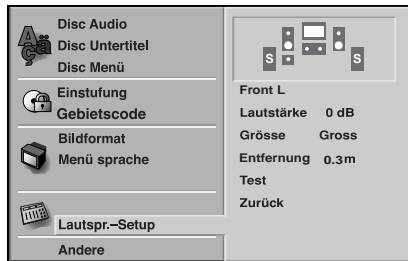 Disc Audio
Disc Untertitel
Disc Menü
Einstufung
Gebietscode
Bildformat
Menü sprache
Lautspr.–Setup
Andere
S S
Front L
Lautstärke 0 dB
Grösse Gross
Entfernung 0.3m
Test
Zurück